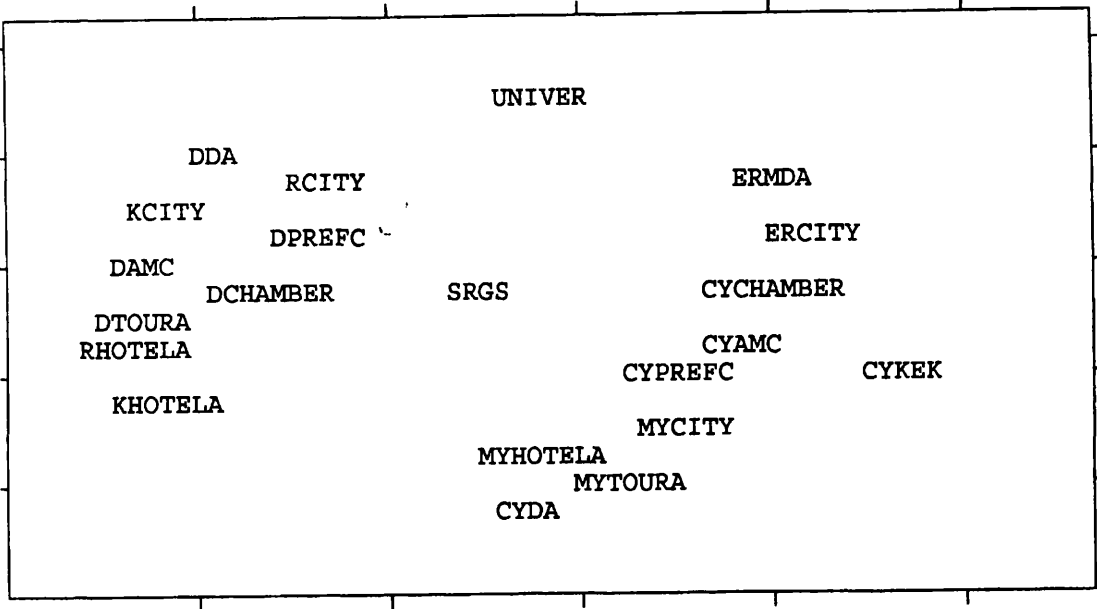 UNIVER
DDA
ERMDA
RCITY
KCITY
ERCITY
DPREFC
DAMC
CYCHAMBER
DCHAMBER SRGS
DTOURA
CYAMC
RHOTELA
CYPREFC CYKEK
KHOTELA
MYCITY
MYHOTELA
MYTOURA
CYDA